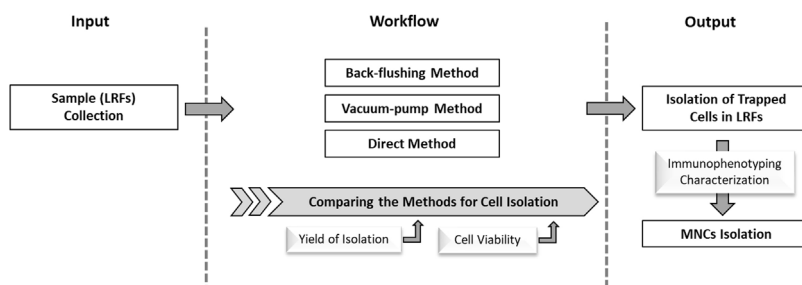 Input
Workflow
Output
Sample (LRFs)
Collection
Back-flushing Method
Vacuum-pump Method
Direct Method
Comparing the Methods for Cell Isolation
Yield of Isolation
Cell Viability
Isolation of Trapped
Cells in LRFs
Immunophenotyping
Characterization
MNCs Isolation